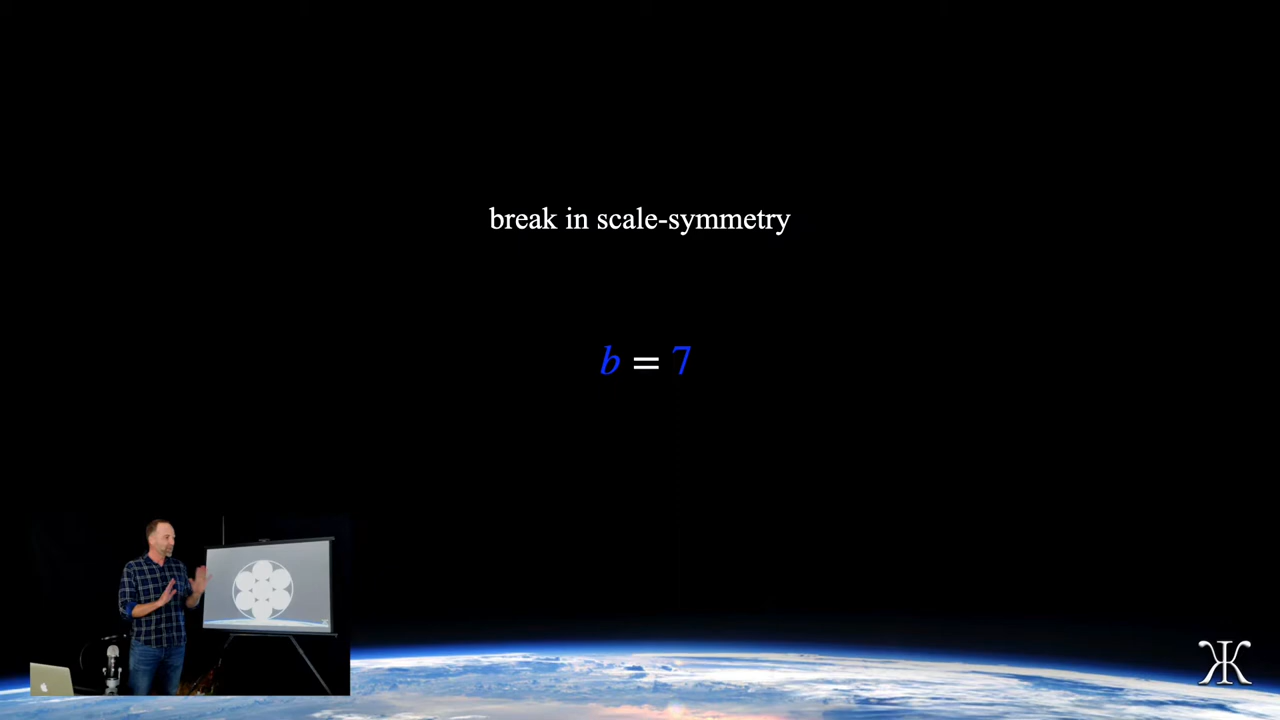 break in scale-symmetry
b = 7